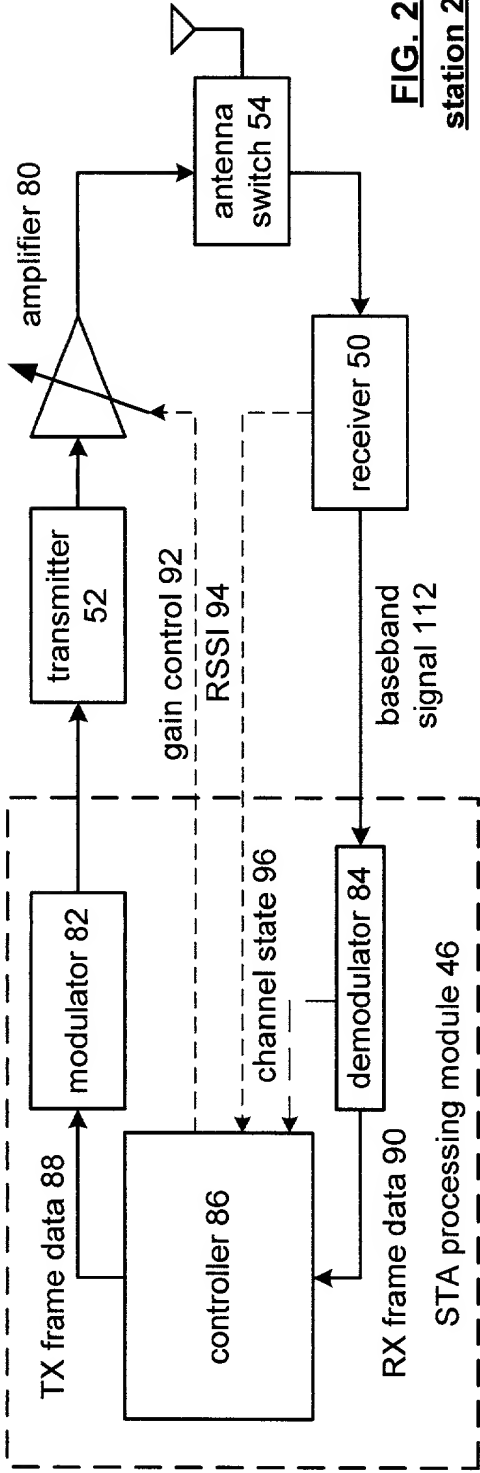 TX frame data 88
modulator 82
transmitter
52
amplifier 80
controller 86
gain control 92
RSSI 94
channel state 96
antenna
switch 54
RX frame data 90
demodulator 84
baseband
signal 112
receiver 50
STA processing module 46
FIG. 2
station 2